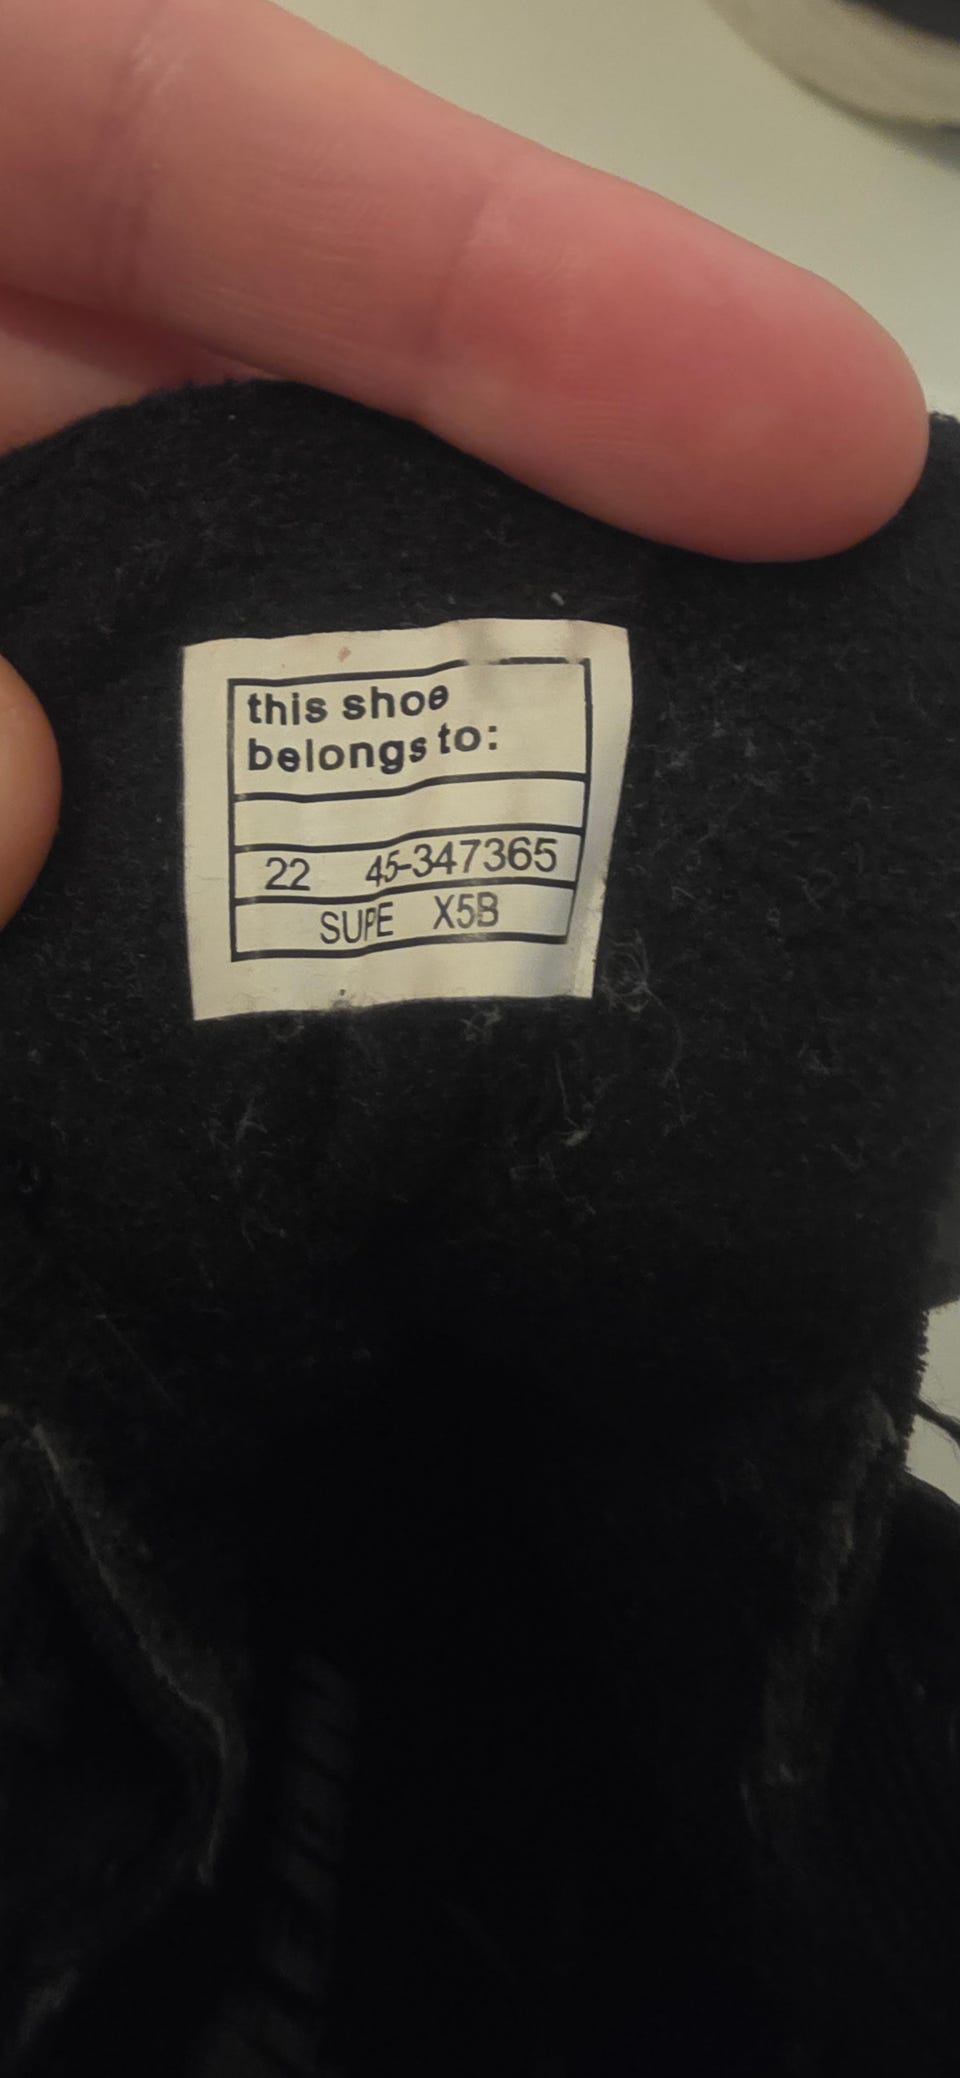 this shoe
belongs to:
22 45-347365
SUPE X5B